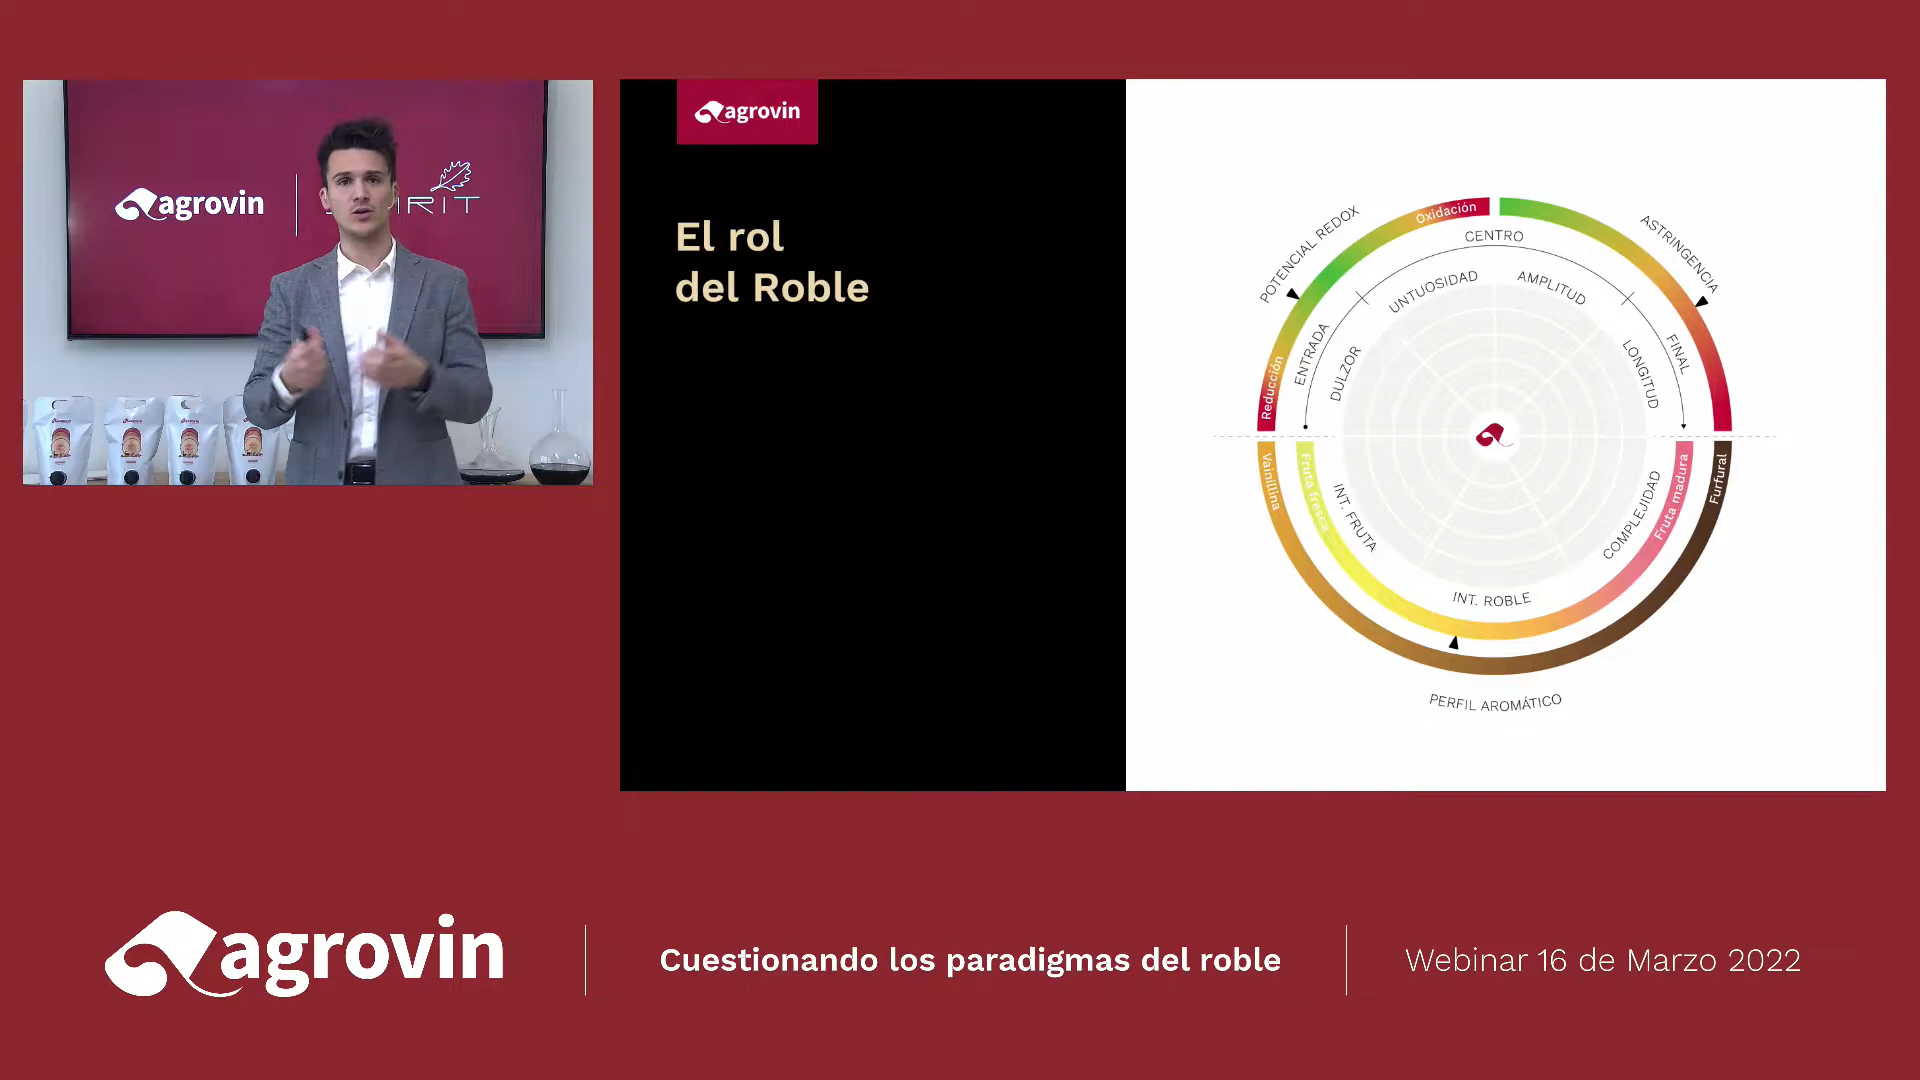 agrovin
IRIT
agrovin
El rol
del Roble
POTENCIAL REDOX
Oxidación
Reducción
ASTRINGENCIA
CENTRO
ENTRADA
FINAL
UNTUOSIDAD
AMPLITUD
DULZOR
LONGITUD
Vainillina
Fruta fresca
INT. FRUTA
COMPLEJIDAD
Fruta madura
Furfural
INT. ROBLE
PERFIL AROMÁTICO
agrovin
Cuestionando los paradigmas del roble
Webinar 16 de Marzo 2022